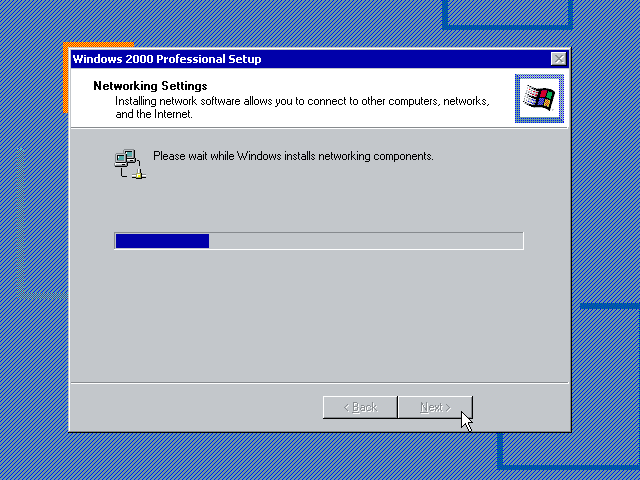 Windows 2000 Professional Setup
Networking Settings
Installing network software allows you to connect to other computers, networks,
and the Internet.
Please wait while Windows installs networking components.
< Back
Next >